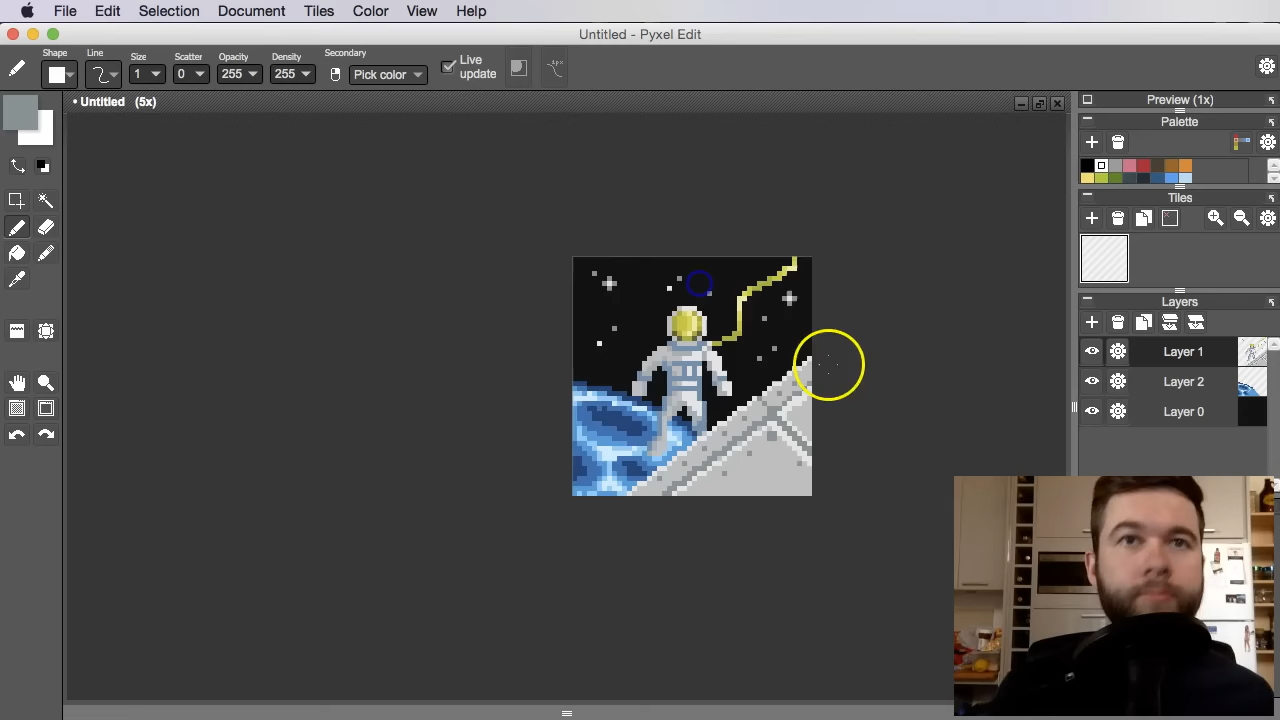 File Edit Selection Document Tiles Color View Help
Untitled - Pyxel Edit
Shape Line Size Scatter Opacity Density Secondary
1 0 255 255 Pick color Live update
• Untitled (5x)
Preview (1x)
Palette
Tiles
Layers
Layer 1
Layer 2
Layer 0